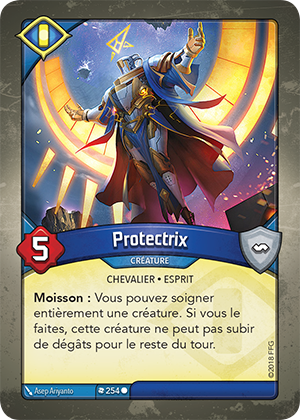 Protectrix
CRÉATURE
5
CHEVALIER • ESPRIT
Moisson : Vous pouvez soigner
entièrement une créature. Si vous le
faites, cette créature ne peut pas subir
de dégâts pour le reste du tour.
©2018 FFG
Asep Ariyanto
254